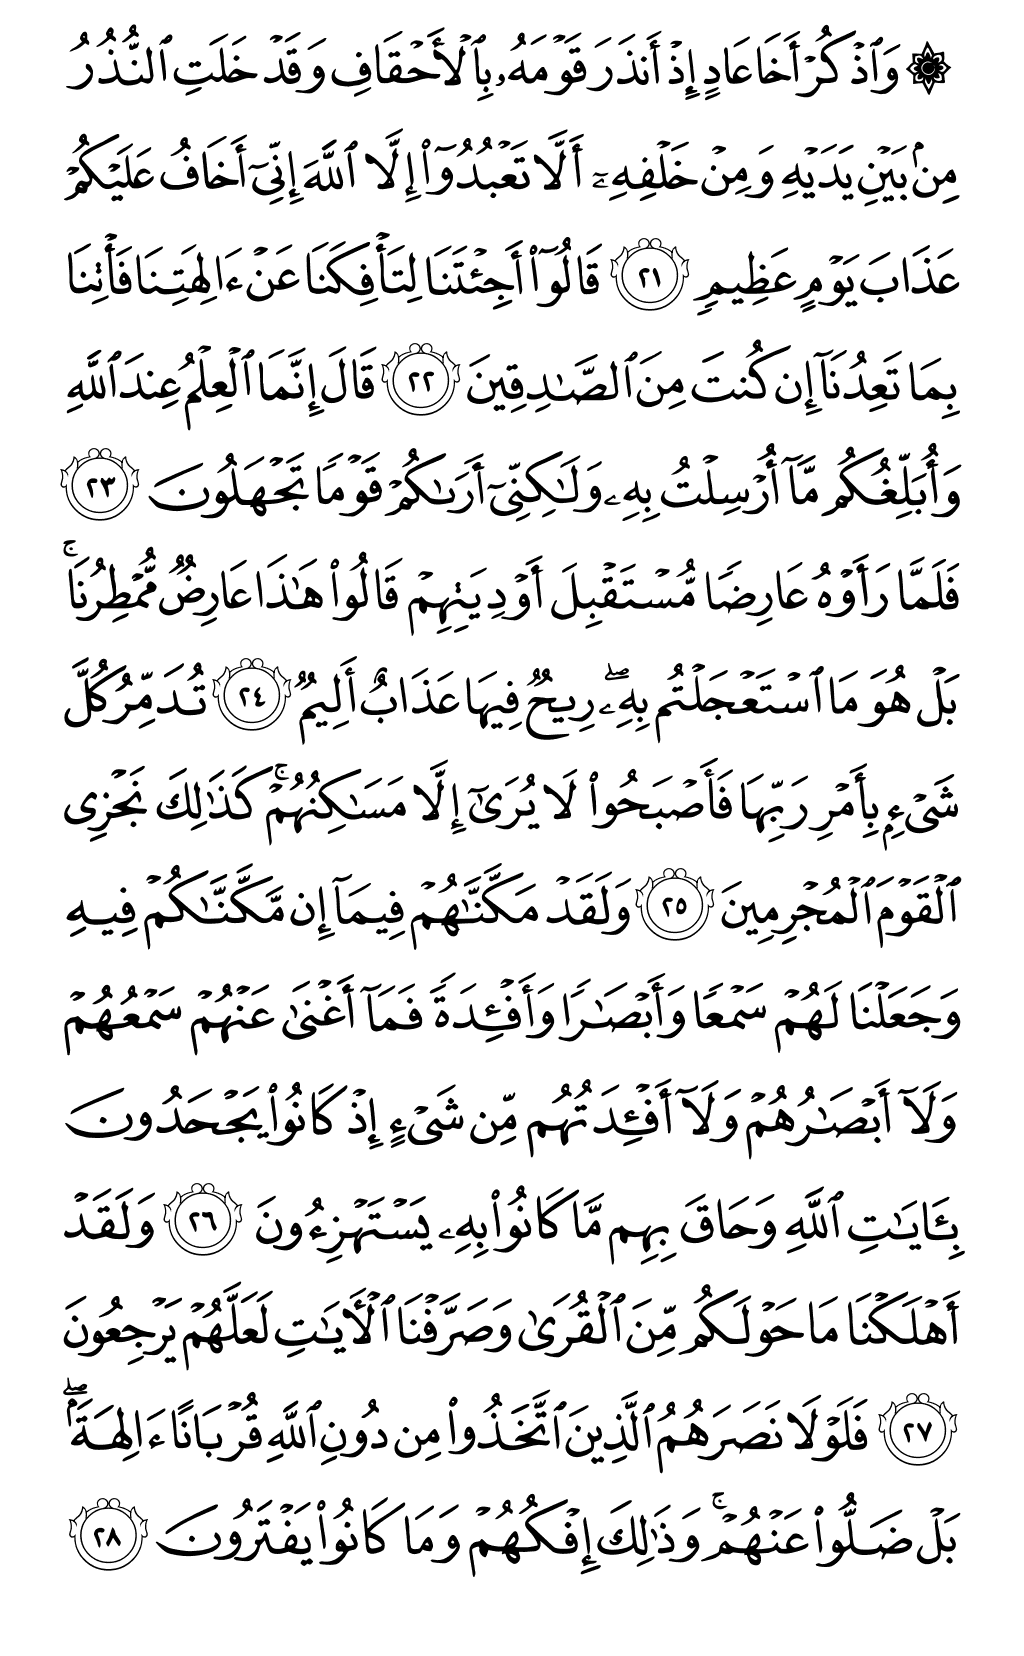 ۞ وَٱذۡكُرۡ أَخَا عَادٍ إِذۡ أَنذَرَ قَوۡمَهُۥ بِٱلۡأَحۡقَافِ وَقَدۡ خَلَتِ ٱلنُّذُرُ
مِنۢ بَيۡنِ يَدَيۡهِ وَمِنۡ خَلۡفِهِۦٓ أَلَّا تَعۡبُدُوٓاْ إِلَّا ٱللَّهَ إِنِّيٓ أَخَافُ عَلَيۡكُمۡ
عَذَابَ يَوۡمٍ عَظِيمٖ ٢١ قَالُوٓاْ أَجِئۡتَنَا لِتَأۡفِكَنَا عَنۡ ءَالِهَتِنَا فَأۡتِنَا
بِمَا تَعِدُنَآ إِن كُنتَ مِنَ ٱلصَّٰدِقِينَ ٢٢ قَالَ إِنَّمَا ٱلۡعِلۡمُ عِندَ ٱللَّهِ
وَأُبَلِّغُكُم مَّآ أُرۡسِلۡتُ بِهِۦ وَلَٰكِنِّيٓ أَرَىٰكُمۡ قَوۡمٗا تَجۡهَلُونَ ٢٣
فَلَمَّا رَأَوۡهُ عَارِضٗا مُّسۡتَقۡبِلَ أَوۡدِيَتِهِمۡ قَالُواْ هَٰذَا عَارِضٞ مُّمۡطِرُنَاۚ
بَلۡ هُوَ مَا ٱسۡتَعۡجَلۡتُم بِهِۦۖ رِيحٞ فِيهَا عَذَابٌ أَلِيمٞ ٢٤ تُدَمِّرُ كُلَّ
شَيۡءِۭ بِأَمۡرِ رَبِّهَا فَأَصۡبَحُواْ لَا يُرَىٰٓ إِلَّا مَسَٰكِنُهُمۡۚ كَذَٰلِكَ نَجۡزِي
ٱلۡقَوۡمَ ٱلۡمُجۡرِمِينَ ٢٥ وَلَقَدۡ مَكَّنَّٰهُمۡ فِيمَآ إِن مَّكَّنَّٰكُمۡ فِيهِ
وَجَعَلۡنَا لَهُمۡ سَمۡعٗا وَأَبۡصَٰرٗا وَأَفۡـِٔدَةٗ فَمَآ أَغۡنَىٰ عَنۡهُمۡ سَمۡعُهُمۡ
وَلَآ أَبۡصَٰرُهُمۡ وَلَآ أَفۡـِٔدَتُهُم مِّن شَيۡءٍ إِذۡ كَانُواْ يَجۡحَدُونَ
بِـَٔايَٰتِ ٱللَّهِ وَحَاقَ بِهِم مَّا كَانُواْ بِهِۦ يَسۡتَهۡزِءُونَ ٢٦ وَلَقَدۡ
أَهۡلَكۡنَا مَا حَوۡلَكُم مِّنَ ٱلۡقُرَىٰ وَصَرَّفۡنَا ٱلۡأٓيَٰتِ لَعَلَّهُمۡ يَرۡجِعُونَ
٢٧ فَلَوۡلَا نَصَرَهُمُ ٱلَّذِينَ ٱتَّخَذُواْ مِن دُونِ ٱللَّهِ قُرۡبَانًا ءَالِهَةَۢۖ
بَلۡ ضَلُّواْ عَنۡهُمۡۚ وَذَٰلِكَ إِفۡكُهُمۡ وَمَا كَانُواْ يَفۡتَرُونَ ٢٨